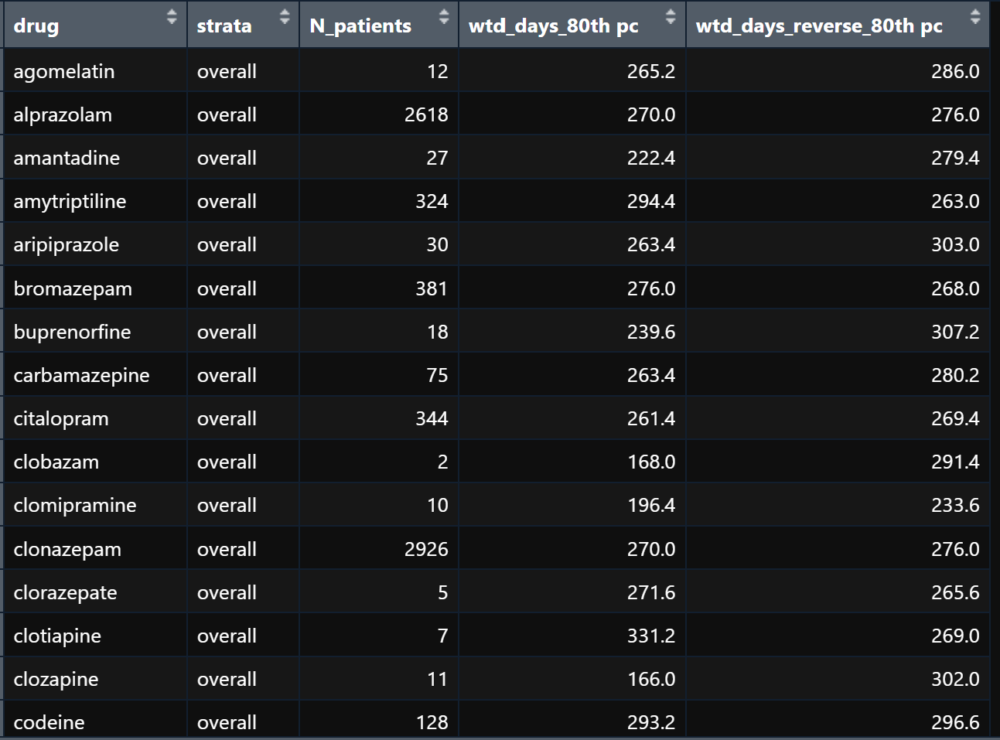 drug strata N_patients wtd_days_80th pc wtd_days_reverse_80th pc
agomelatin overall 12 265.2 286.0
alprazolam overall 2618 270.0 276.0
amantadine overall 27 222.4 279.4
amytriptiline overall 324 294.4 263.0
aripiprazole overall 30 263.4 303.0
bromazepam overall 381 276.0 268.0
buprenorfine overall 18 239.6 307.2
carbamazepine overall 75 263.4 280.2
citalopram overall 344 261.4 269.4
clobazam overall 2 168.0 291.4
clomipramine overall 10 196.4 233.6
clonazepam overall 2926 270.0 276.0
clorazepate overall 5 271.6 265.6
clotiapine overall 7 331.2 269.0
clozapine overall 11 166.0 302.0
codeine overall 128 293.2 296.6